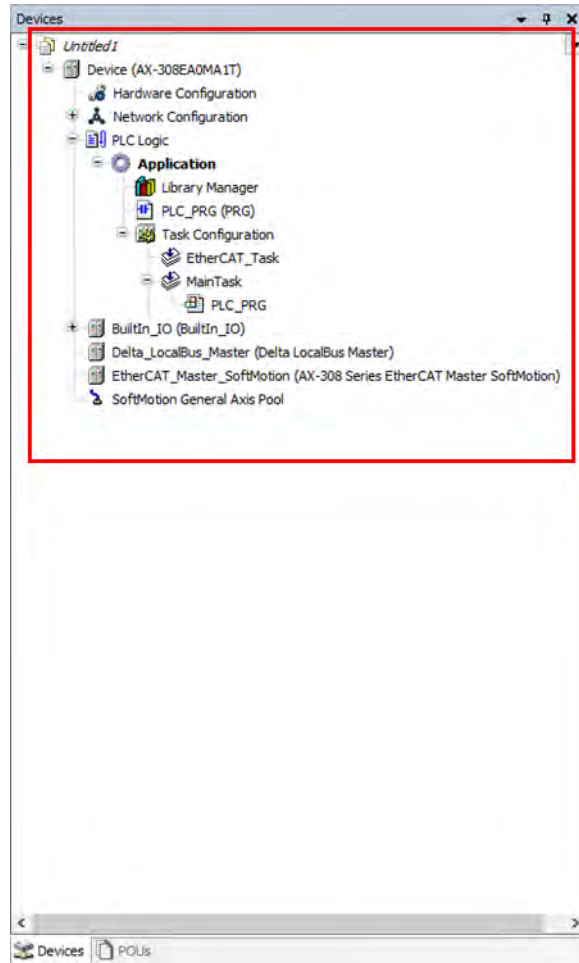 Devices
Untitled1
Device (AX-308EA0MA1T)
Hardware Configuration
Network Configuration
PLC Logic
Application
Library Manager
PLC_PRG (PRG)
Task Configuration
EtherCAT_Task
MainTask
PLC_PRG
BuiltIn_IO (BuiltIn_IO)
Delta_LocalBus_Master (Delta LocalBus Master)
EtherCAT_Master_SoftMotion (AX-308 Series EtherCAT Master SoftMotion)
SoftMotion General Axis Pool
Devices POUs